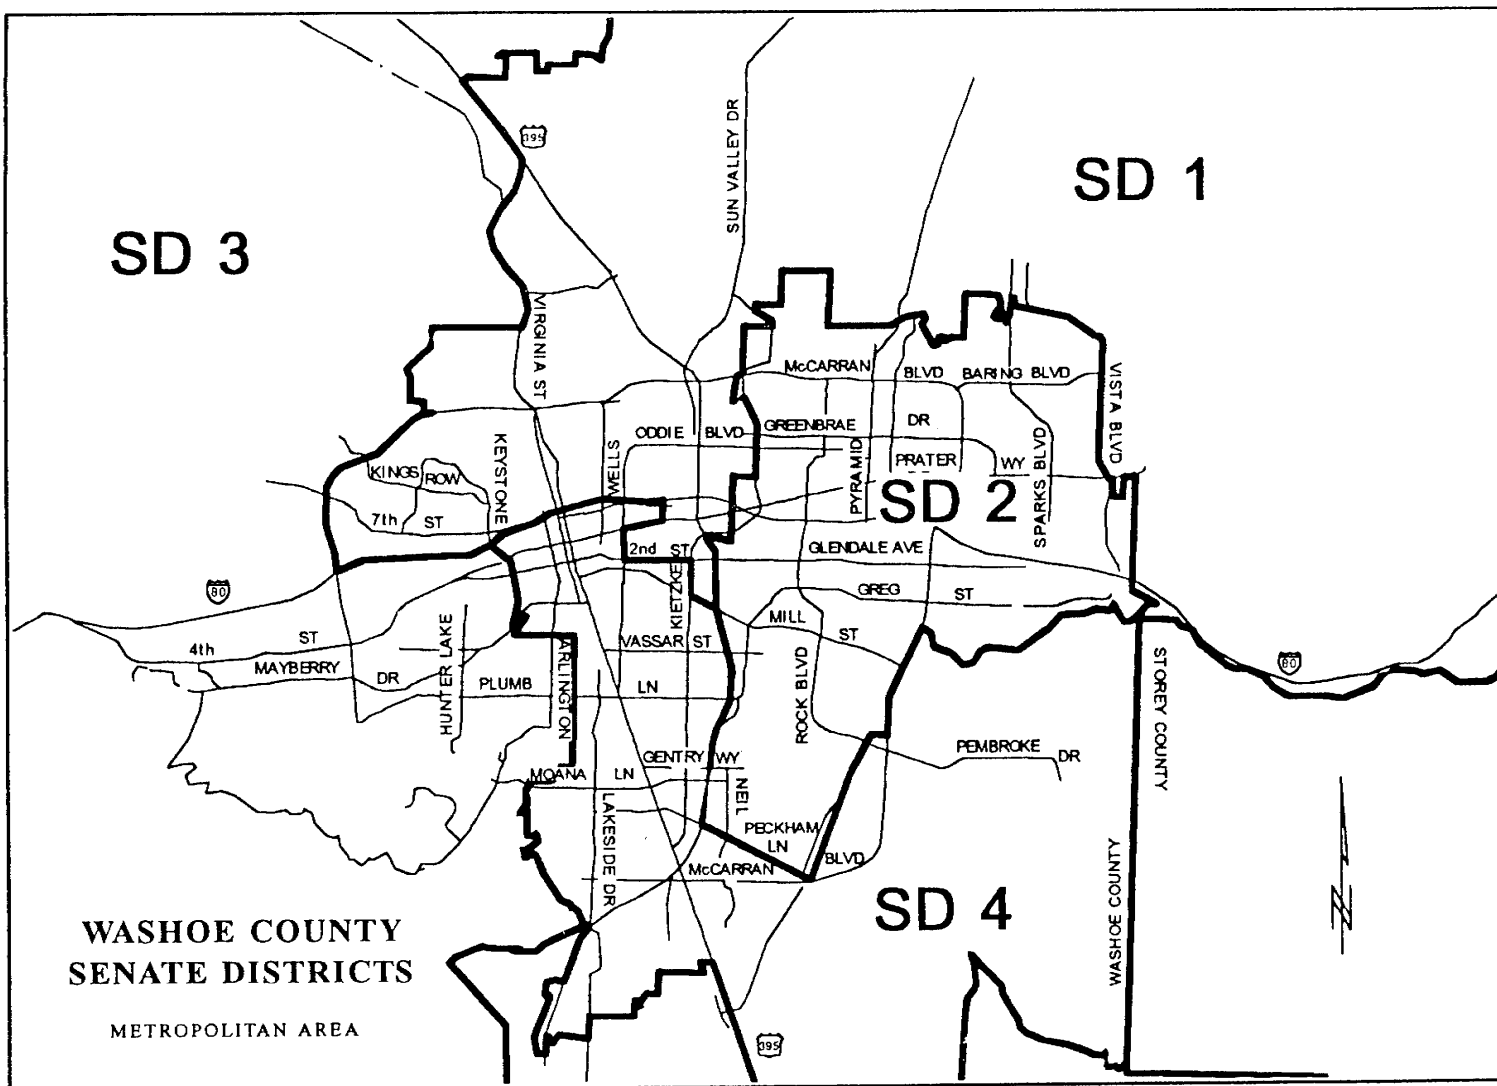 395
SUN VALLEY DR
SD 1
SD 3
VIRGINIA ST
McCARRAN
BLVD
BARING BLVD
VISTA BLVD
GREENBRAE
DR
ODDIE BLVD
KEYSTONE
WELLS
PYRAMID
PRATER
WY
SPARKS BLVD
KINGS
ROW
SD 2
7th ST
2nd ST
GLENDALE AVE
80
KIETZKE
GREG ST
MILL
ST
4th
ST
HUNTER LAKE
VASSAR ST
ARLINGTON
MAYBERRY
DR
PLUMB
LN
ROCK BLVD
STOREY COUNTY
80
GENTRY WY
PEMBROKE
DR
MOANA LN
NEIL
LAKESIDE DR
PECKHAM
LN
McCARRAN
BLVD
WASHOE COUNTY
SD 4
N
WASHOE COUNTY
SENATE DISTRICTS
METROPOLITAN AREA
395